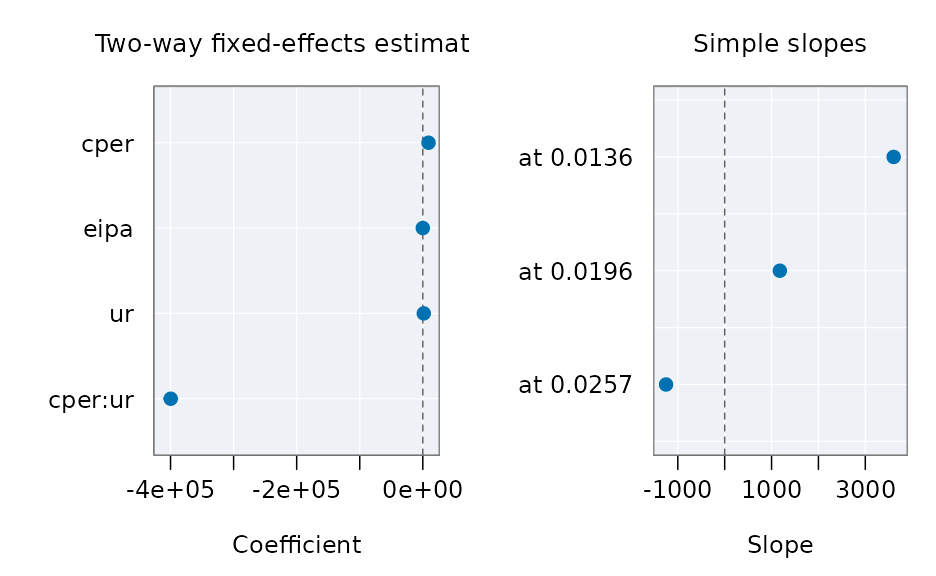 Two-way fixed-effects estimat
cper
eipa
ur
cper:ur
-4e+05 -2e+05 0e+00
Coefficient
Simple slopes
at 0.0136
at 0.0196
at 0.0257
-1000 1000 3000
Slope